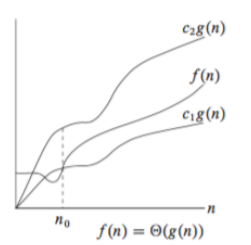 c₂g(n)
f(n)
c₁g(n)
n
n₀
f(n) = Θ(g(n))